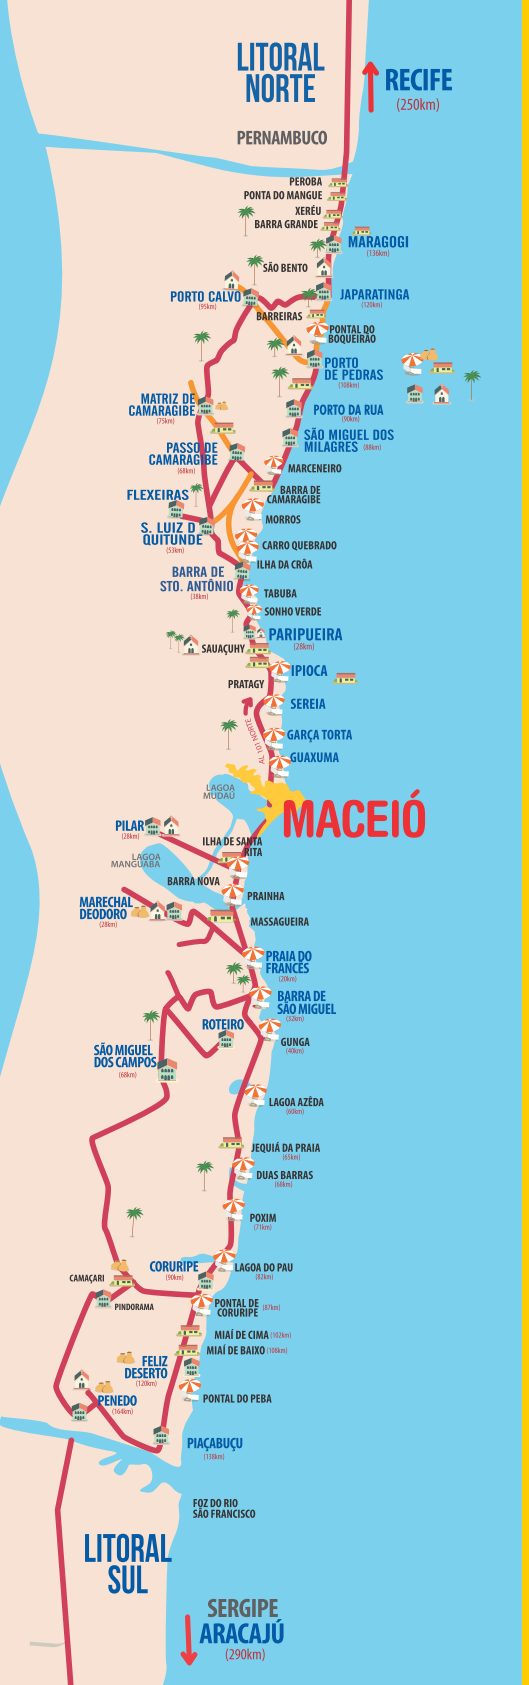 LITORAL
NORTE
RECIFE
(250km)
PERNAMBUCO
PEROBA
PONTA DO MANGUE
XERÉU
BARRA GRANDE
MARAGOGI
(136km)
SÃO BENTO
PORTO CALVO
(95km)
JAPARATINGA
(120km)
BARREIRAS
PONTAL DO
BOQUEIRÃO
PORTO
DE PEDRAS
(108km)
MATRIZ DE
CAMARAGIBE
(75km)
PORTO DA RUA
(90km)
SÃO MIGUEL DOS
MILAGRES (88km)
PASSO DE
CAMARAGIBE
(68km)
MARCENEIRO
FLEXEIRAS
BARRA DE
CAMARAGIBE
MORROS
S. LUIZ D
QUITUNDE
(53km)
CARRO QUEBRADO
ILHA DA CRÔA
BARRA DE
STO. ANTÔNIO
(38km)
TABUBA
SONHO VERDE
PARIPUEIRA
(28km)
SAUAÇUHY
IPIOCA
PRATAGY
SEREIA
AL 101 NORTE
GARÇA TORTA
GUAXUMA
LAGOA
MUDAÚ
MACEIÓ
PILAR
(28km)
ILHA DE SANTA
RITA
LAGOA
MANGUABA
BARRA NOVA
PRAINHA
MARECHAL
DEODORO
(28km)
MASSAGUEIRA
PRAIA DO
FRANCÊS
(20km)
BARRA DE
SÃO MIGUEL
(32km)
ROTEIRO
GUNGA
(40km)
SÃO MIGUEL
DOS CAMPOS
(68km)
LAGOA AZÊDA
(60km)
JEQUIÁ DA PRAIA
(65km)
DUAS BARRAS
(68km)
POXIM
(71km)
CORURIPE
(90km)
LAGOA DO PAU
(82km)
CAMAÇARI
PINDORAMA
PONTAL DE
CORURIPE (87km)
MIAÍ DE CIMA (102km)
MIAÍ DE BAIXO (108km)
FELIZ
DESERTO
(120km)
PENEDO
(164km)
PONTAL DO PEBA
PIAÇABUÇU
(138km)
FOZ DO RIO
SÃO FRANCISCO
LITORAL
SUL
SERGIPE
ARACAJÚ
(290km)